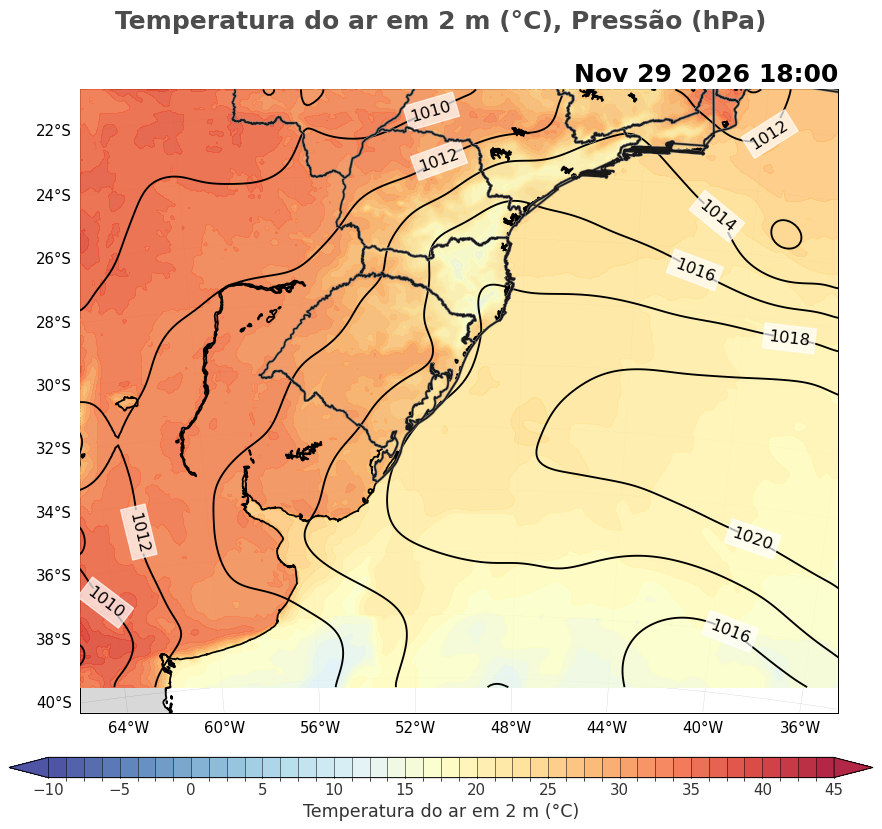 Temperatura do ar em 2 m (°C), Pressão (hPa)
Nov 29 2026 18:00
22°S
24°S
26°S
28°S
30°S
32°S
34°S
36°S
38°S
40°S
1010
1012
1012
1014
1016
1018
1012
1020
1010
1016
64°W 60°W 56°W 52°W 48°W 44°W 40°W 36°W
−10 −5 0 5 10 15 20 25 30 35 40 45
Temperatura do ar em 2 m (°C)